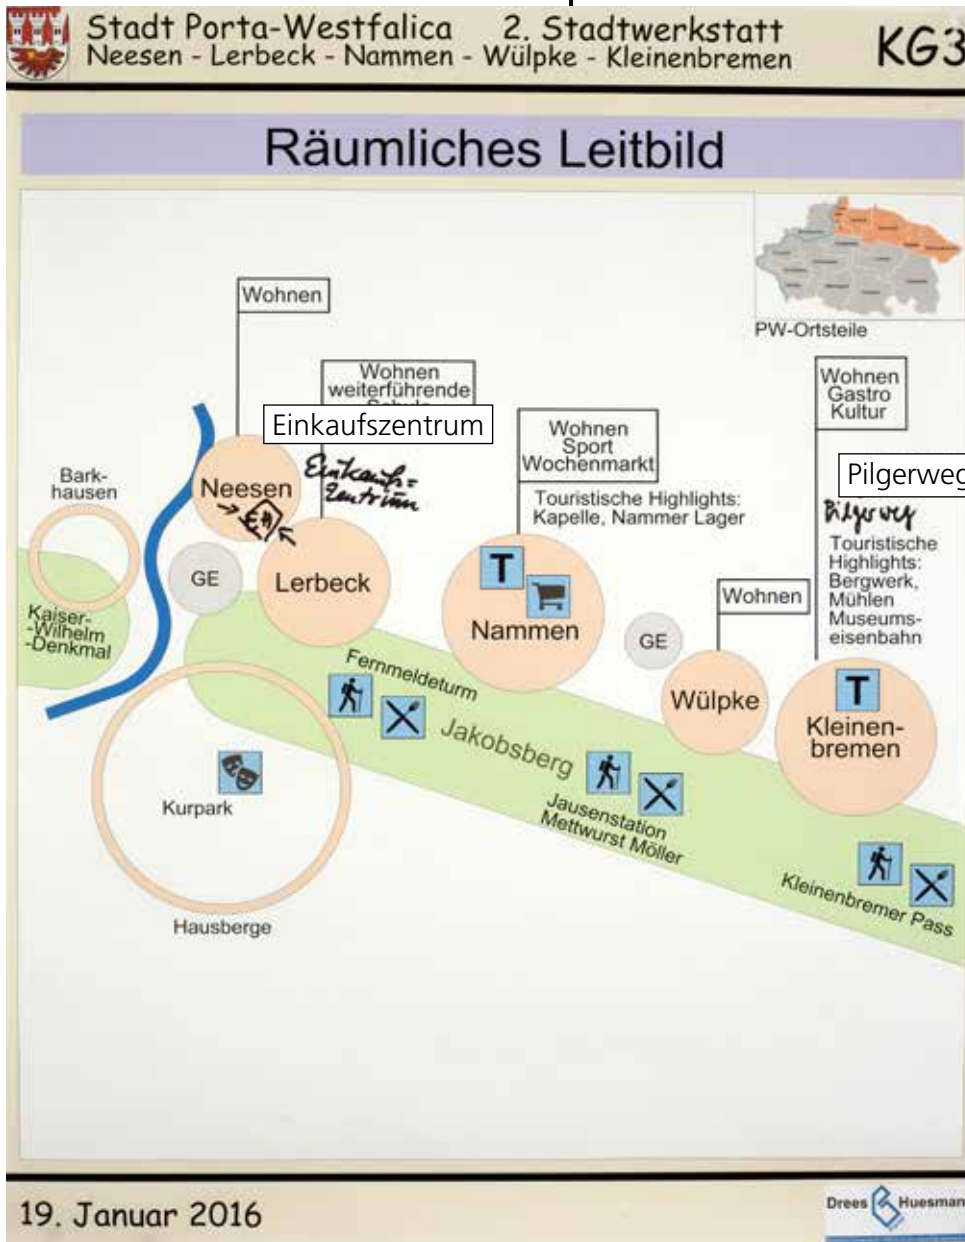 Stadt Porta-Westfalica 2. Stadtwerkstatt
Neesen - Lerbeck - Nammen - Wülpke - Kleinenbremen
KG3
Räumliches Leitbild
PW-Ortsteile
Wohnen
Wohnen
weiterführende
Einkaufszentrum
Einkaufs=
Zentrum
Wohnen
Sport
Wochenmarkt
Touristische Highlights:
Kapelle, Nammer Lager
Wohnen
Gastro
Kultur
Pilgerweg
Pilgerweg
Touristische
Highlights:
Bergwerk,
Mühlen
Museums-
eisenbahn
Wohnen
Bark-
hausen
Neesen
GE
Lerbeck
T
Nammen
GE
Wülpke
T
Kleinen-
bremen
Kaiser-
-Wilhelm
-Denkmal
Fernmeldeturm
Jakobsberg
Jausenstation
Mettwurst Möller
Kleinenbremer Pass
Kurpark
Hausberge
19. Januar 2016
Drees Huesman